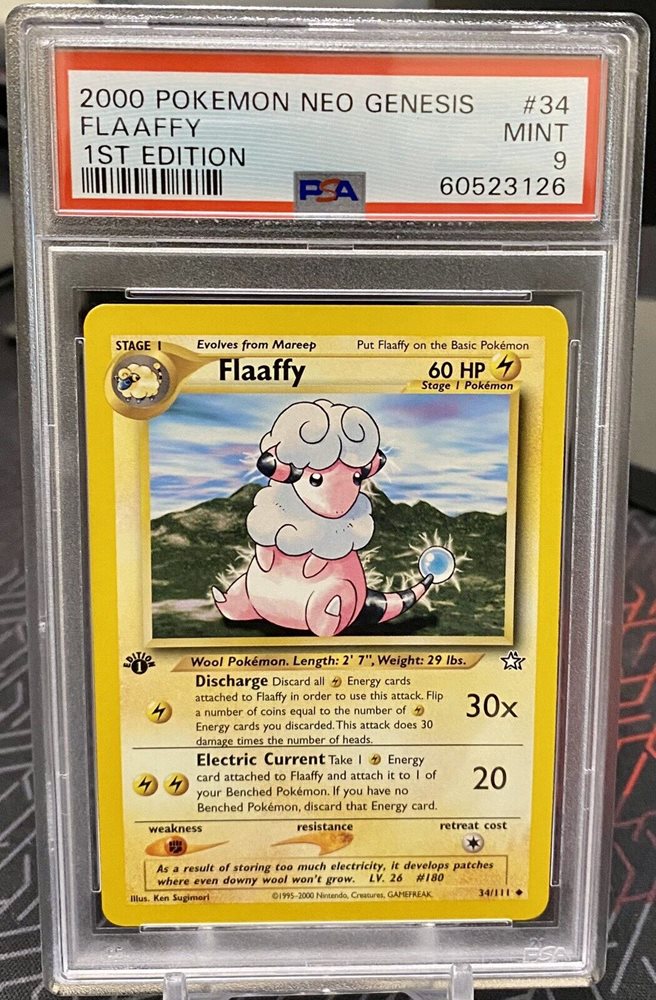 2000 POKEMON NEO GENESIS #34
FLAAFFY MINT
1ST EDITION 9
PSA 60523126
STAGE 1 Evolves from Mareep Put Flaaffy on the Basic Pokémon
Flaaffy 60 HP
Stage 1 Pokémon
EDITION
1
Wool Pokémon. Length: 2' 7", Weight: 29 lbs.
Discharge Discard all Energy cards
attached to Flaaffy in order to use this attack. Flip
a number of coins equal to the number of
Energy cards you discarded. This attack does 30
damage times the number of heads.
30x
Electric Current Take 1 Energy
card attached to Flaaffy and attach it to 1 of
your Benched Pokémon. If you have no
Benched Pokémon, discard that Energy card.
20
weakness resistance retreat cost
As a result of storing too much electricity, it develops patches
where even downy wool won't grow. LV. 26 #180
Illus. Ken Sugimori ©1995-2000 Nintendo, Creatures, GAMEFREAK. 34/111
PSA